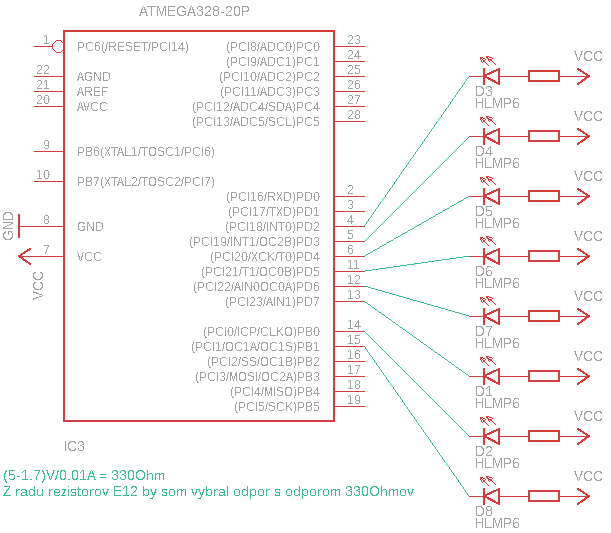 ATMEGA328-20P
1 PC6(/RESET/PCI14) (PCI8/ADC0)PC0 23
(PCI9/ADC1)PC1 24
22 AGND (PCI10/ADC2)PC2 25
21 AREF (PCI11/ADC3)PC3 26
20 AVCC (PCI12/ADC4/SDA)PC4 27
(PCI13/ADC5/SCL)PC5 28
9 PB6(XTAL1/TOSC1/PCI6)
10 PB7(XTAL2/TOSC2/PCI7)
(PCI16/RXD)PD0 2
(PCI17/TXD)PD1 3
GND 8 GND (PCI18/INT0)PD2 4
(PCI19/INT1/OC2B)PD3 5
VCC 7 VCC (PCI20/XCK/T0)PD4 6
(PCI21/T1/OC0B)PD5 11
(PCI22/AIN0OC0A)PD6 12
(PCI23/AIN1)PD7 13
(PCI0/ICP/CLKO)PB0 14
(PCI1/OC1A/OC1S)PB1 15
(PCI2/SS/OC1B)PB2 16
(PCI3/MOSI/OC2A)PB3 17
(PCI4/MISO)PB4 18
(PCI5/SCK)PB5 19
IC3
VCC
D3
HLMP6
VCC
D4
HLMP6
VCC
D5
HLMP6
VCC
D6
HLMP6
VCC
D7
HLMP6
VCC
D1
HLMP6
VCC
D2
HLMP6
VCC
D8
HLMP6
(5-1.7)V/0.01A = 330Ohm
Z radu rezistorov E12 by som vybral odpor s odporom 330Ohmov